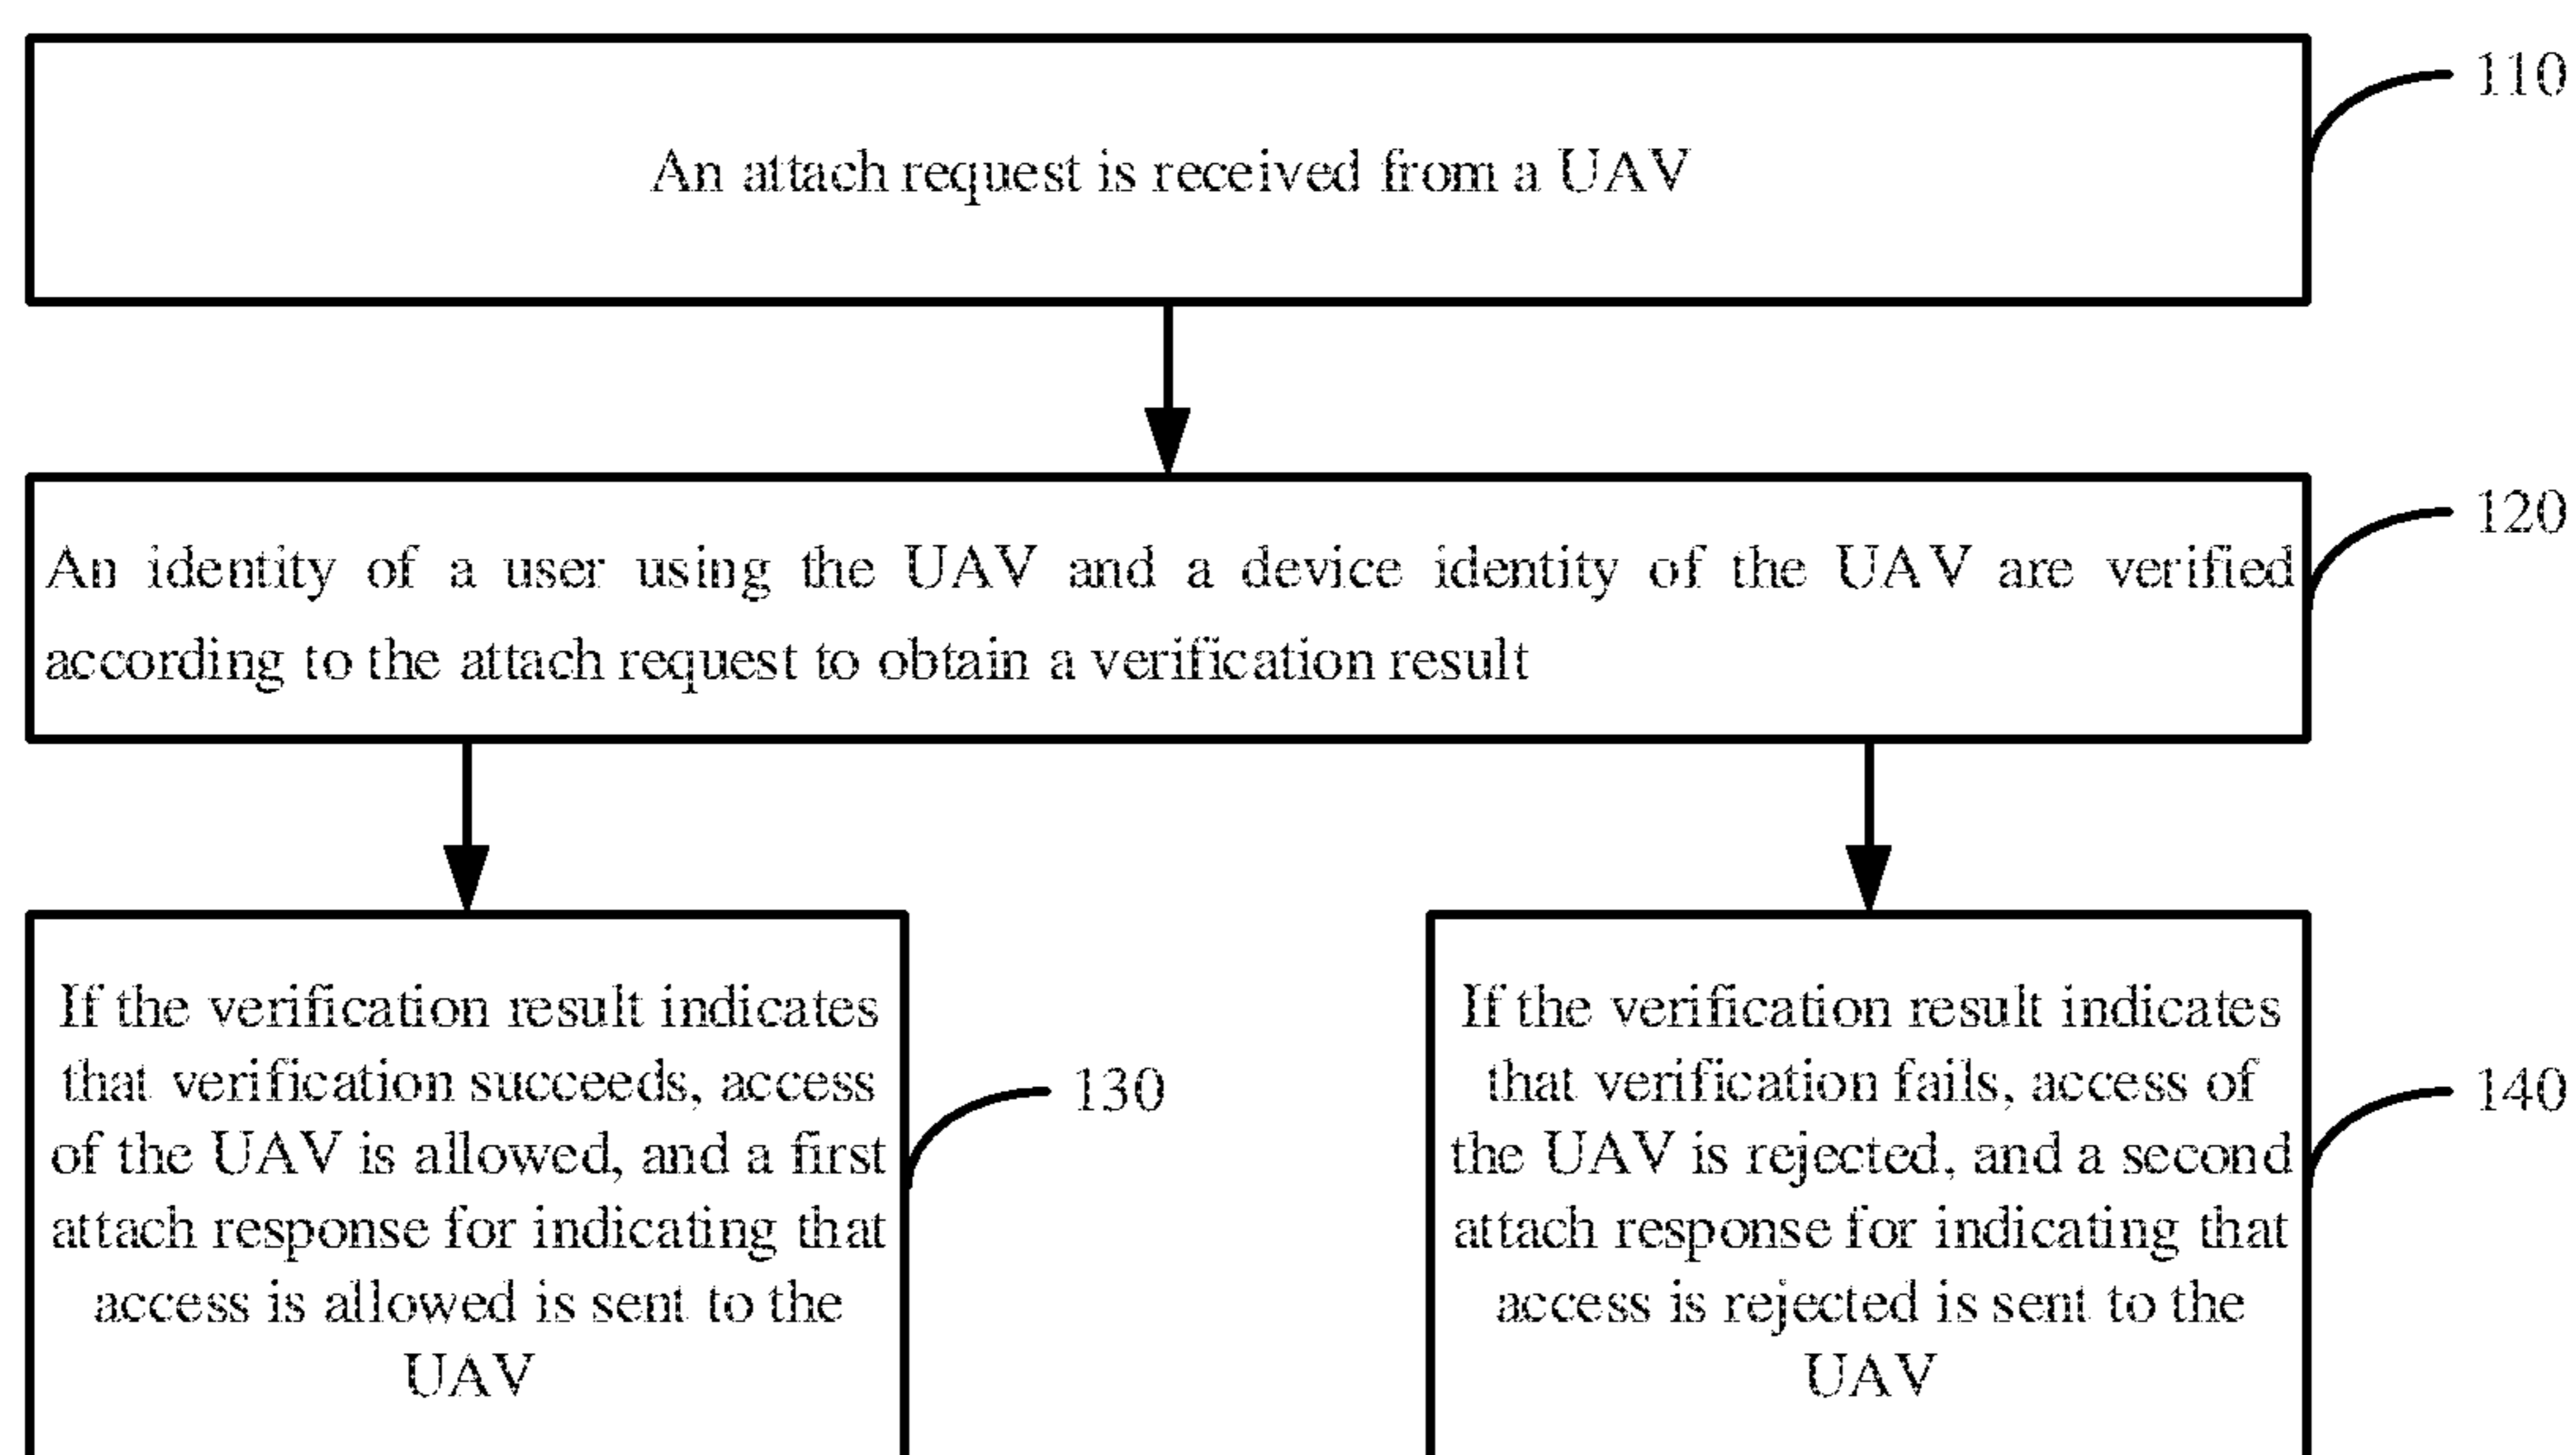 An attach request is received from a UAV
110
An identity of a user using the UAV and a device identity of the UAV are verified
according to the attach request to obtain a verification result
120
If the verification result indicates
that verification succeeds, access
of the UAV is allowed, and a first
attach response for indicating that
access is allowed is sent to the
UAV
130
If the verification result indicates
that verification fails, access of
the UAV is rejected, and a second
attach response for indicating that
access is rejected is sent to the
UAV
140